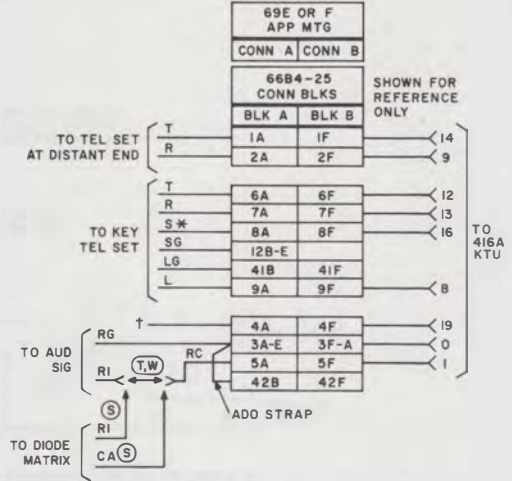 69E OR F
APP MTG
CONN A CONN B
66B4-25
CONN BLKS
SHOWN FOR
REFERENCE
ONLY
BLK A BLK B
TO TEL SET
AT DISTANT END
T 1A 1F 14
R 2A 2F 9
TO KEY
TEL SET
T 6A 6F 12
R 7A 7F 13
S* 8A 8F 16
SG 12B-E
LG 41B 41F
L 9A 9F 8
TO
416A
KTU
† 4A 4F 19
TO AUD
SIG
RG 3A-E 3F-A 0
RI T,W RC 5A 5F 1
42B 42F
ADD STRAP
TO DIODE
MATRIX
S
RI
CA S